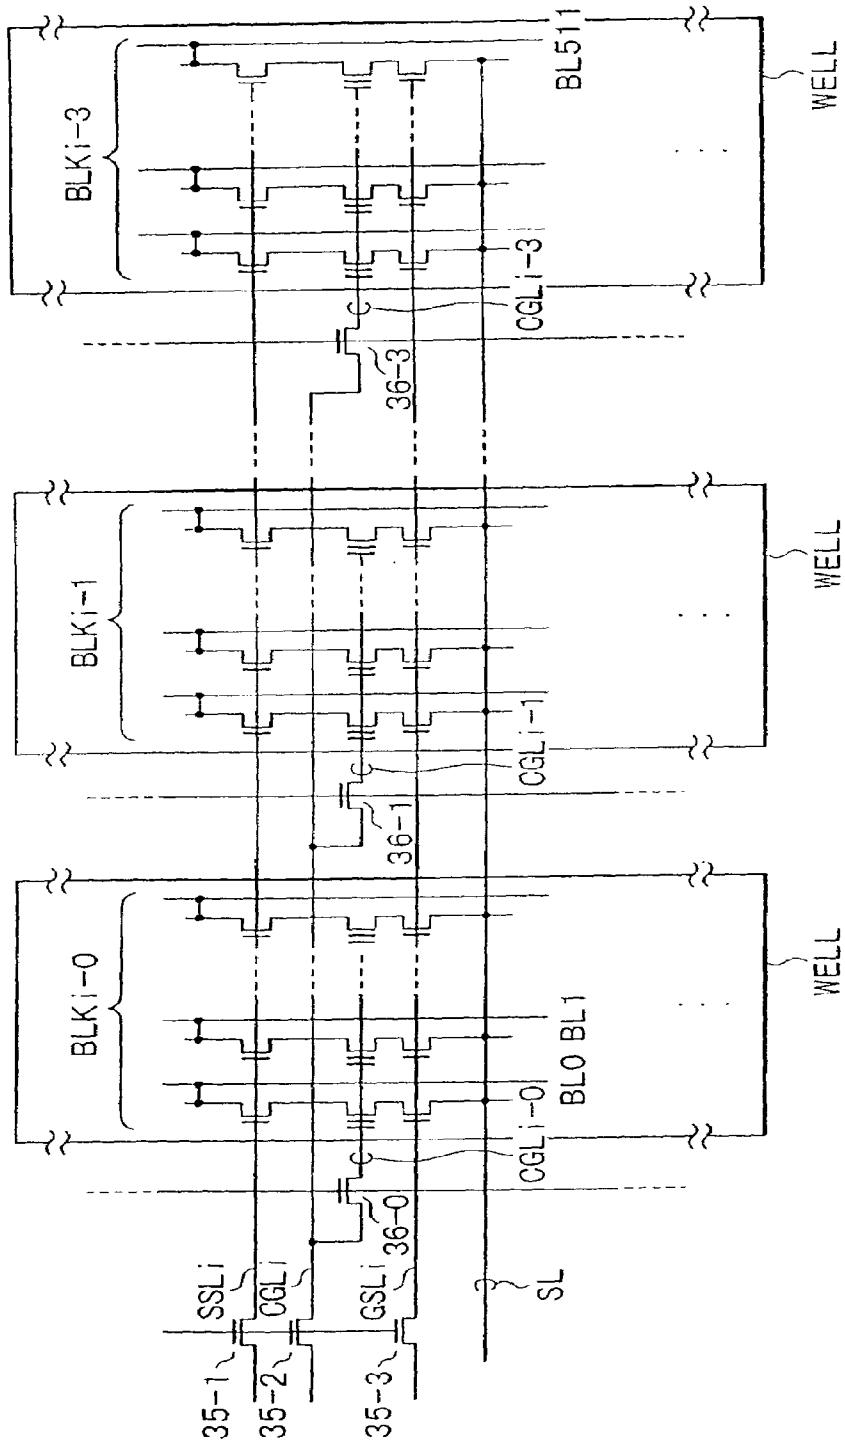 BLKi-0
BLKi-1
BLKi-3
35-1
SSLi
35-2
CGLi
35-3
GSLi
36-0
36-1
36-3
CGLi-0
CGLi-1
CGLi-3
BL0 BL1
BL511
SL
WELL
WELL
WELL